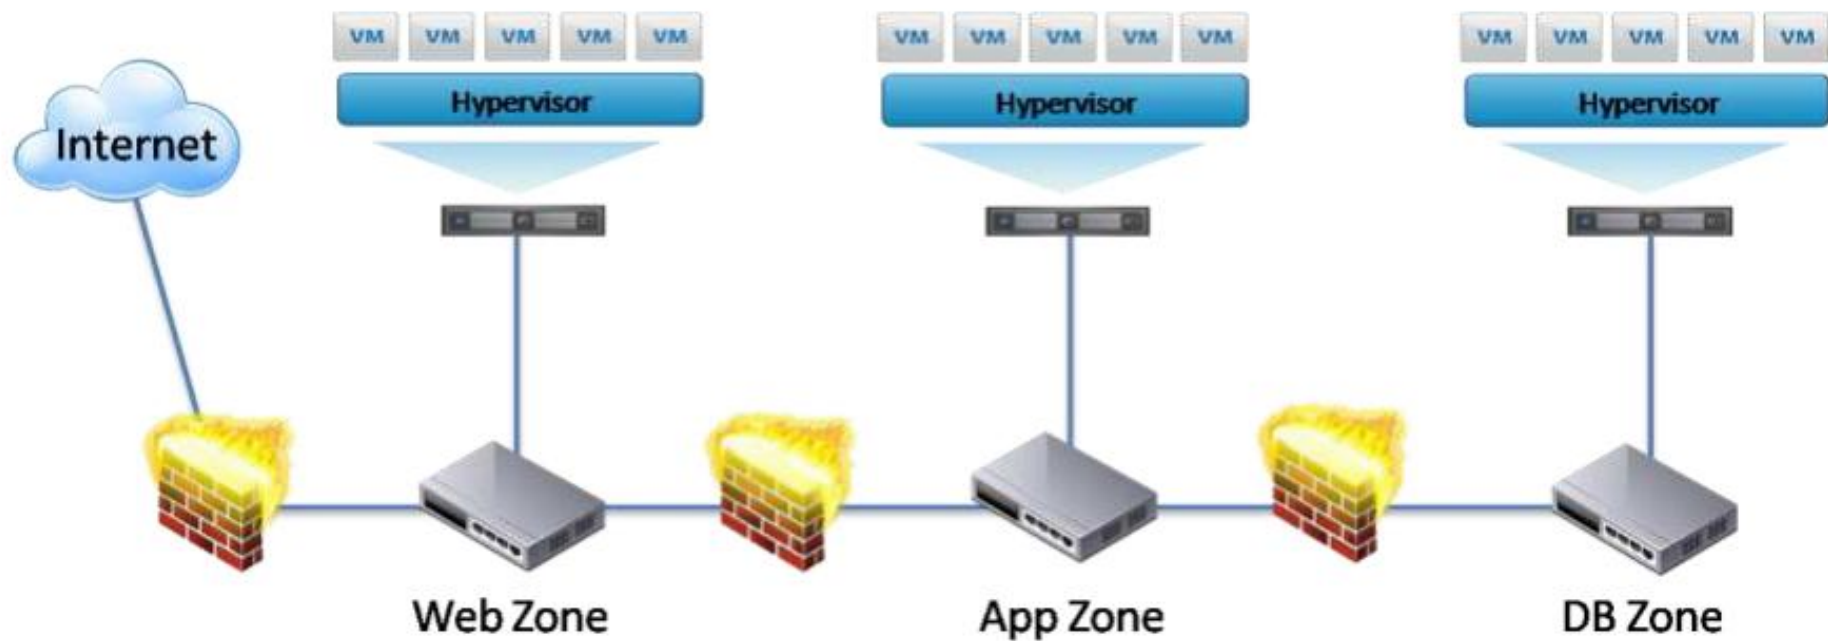 VM VM VM VM VM
VM VM VM VM VM
VM VM VM VM VM
Hypervisor
Hypervisor
Hypervisor
Internet
Web Zone
App Zone
DB Zone